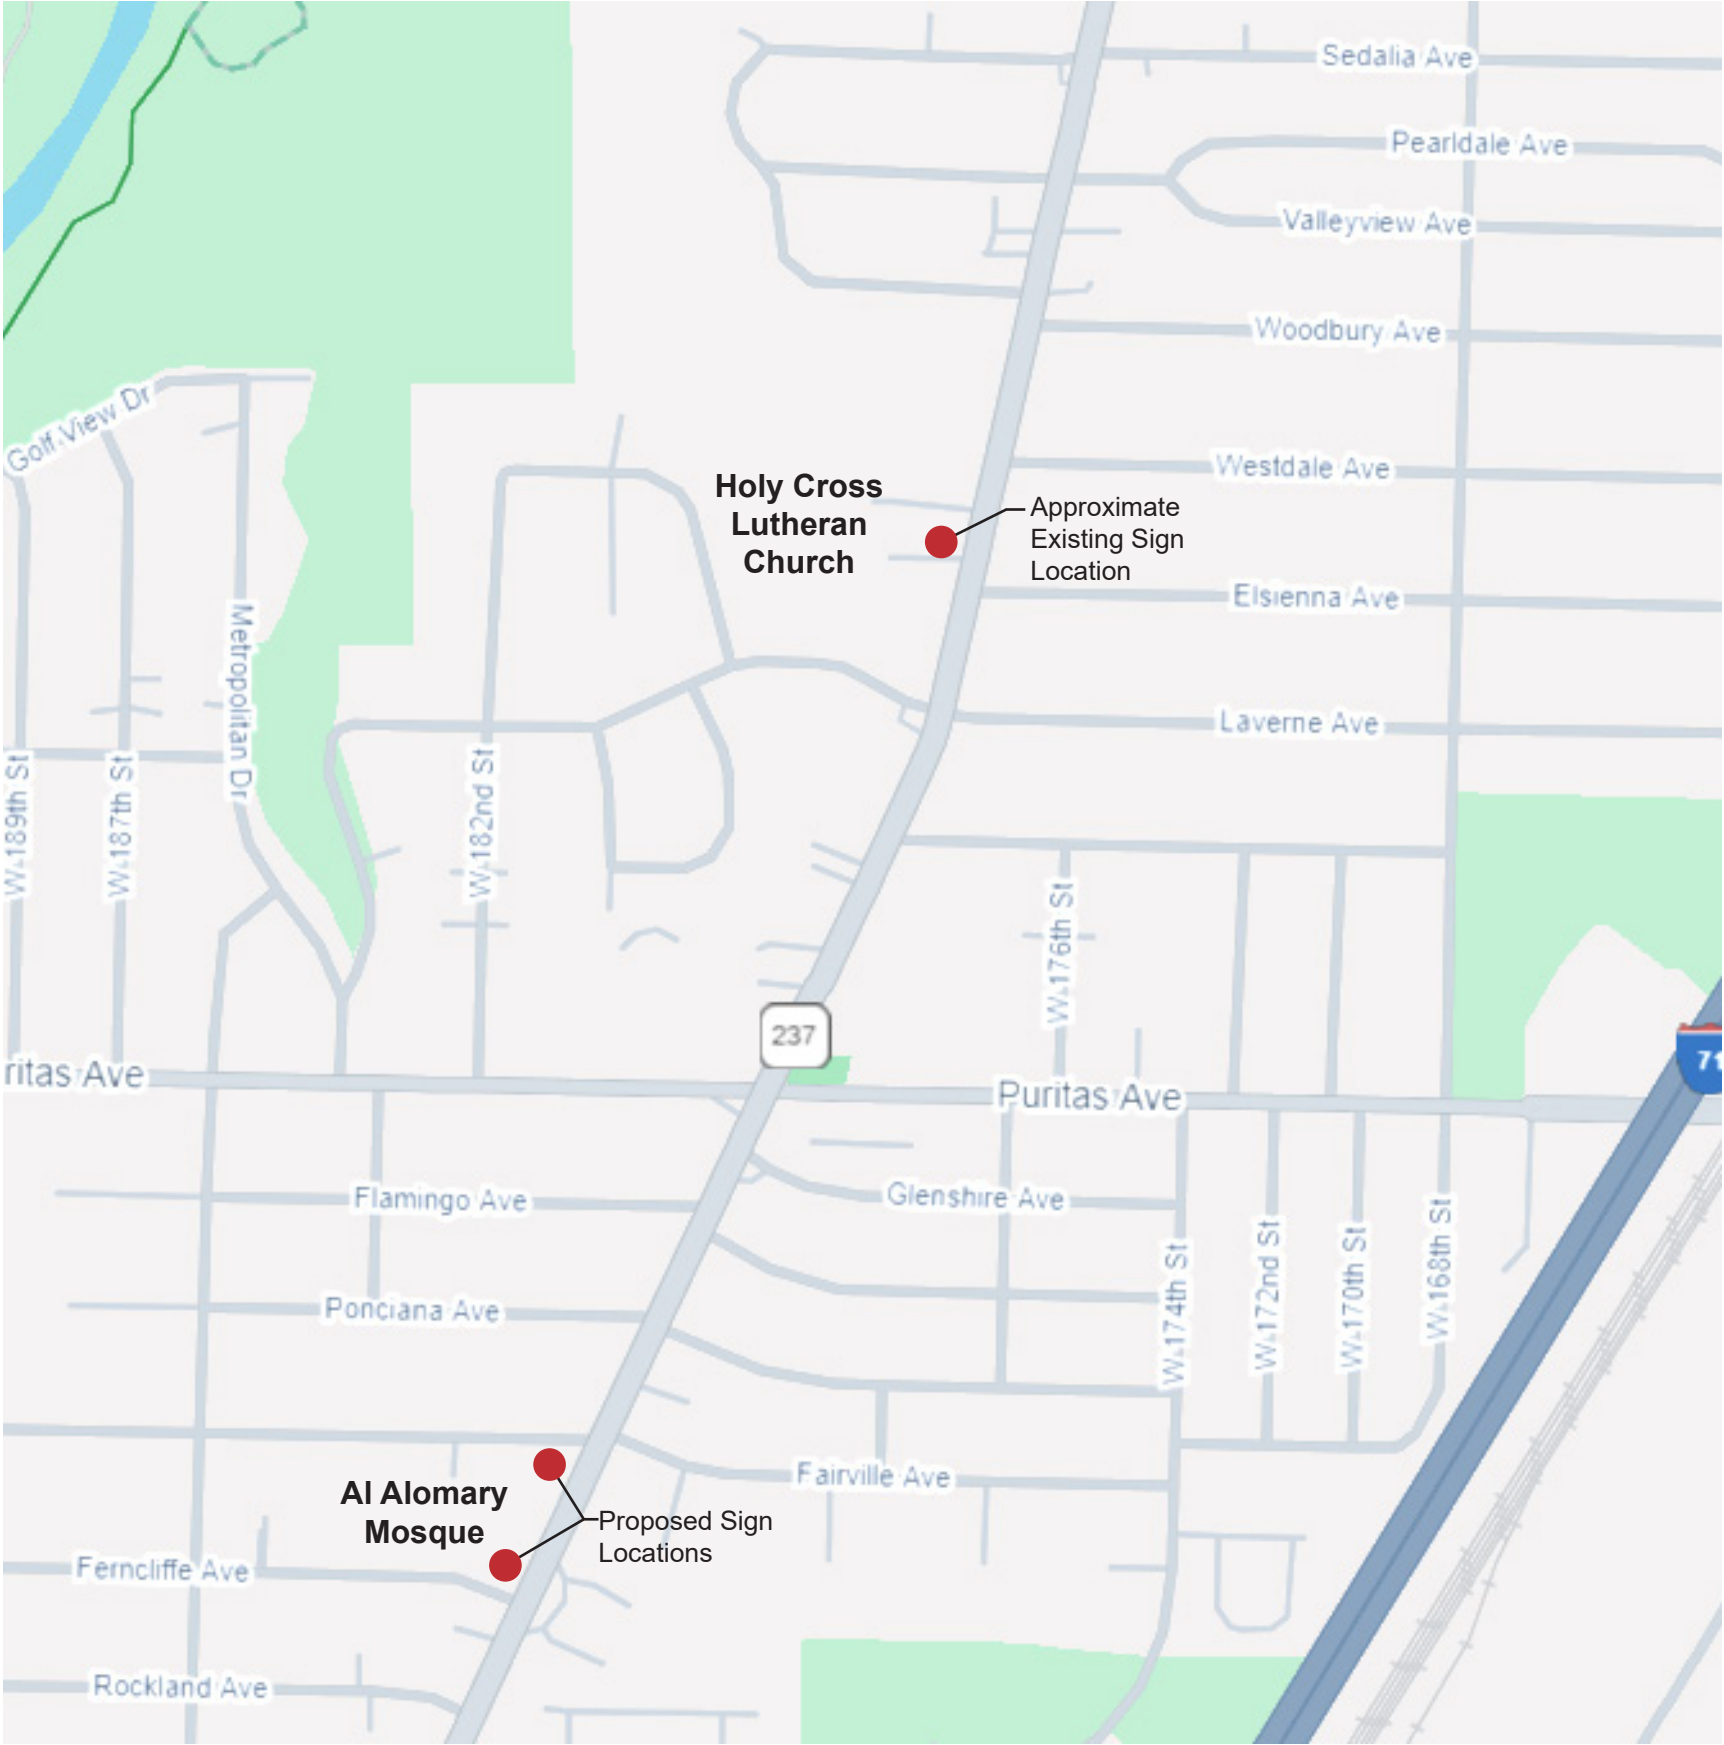 Sedalia Ave
Pearldale Ave
Valleyview Ave
Woodbury Ave
Golf View Dr
Westdale Ave
Holy Cross
Lutheran
Church
Approximate
Existing Sign
Location
Elsienna Ave
Metropolitan Dr
Laverne Ave
W 189th St
W 187th St
W 182nd St
W 176th St
237
71
ritas Ave
Puritas Ave
Flamingo Ave
Glenshire Ave
W 174th St
W 172nd St
W 170th St
W 168th St
Ponciana Ave
Fairville Ave
Al Alomary
Mosque
Proposed Sign
Locations
Ferncliffe Ave
Rockland Ave